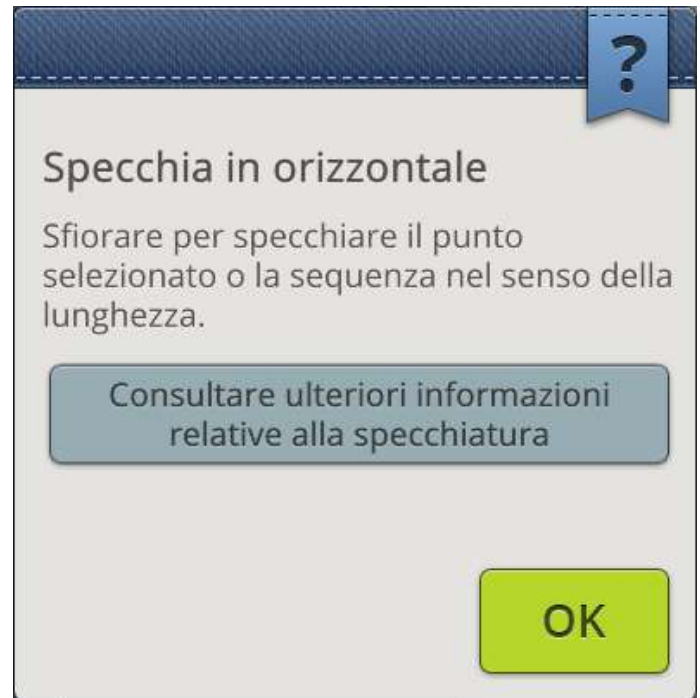 ?
Specchia in orizzontale
Sfiorare per specchiare il punto
selezionato o la sequenza nel senso della
lunghezza.
Consultare ulteriori informazioni
relative alla specchiatura
OK